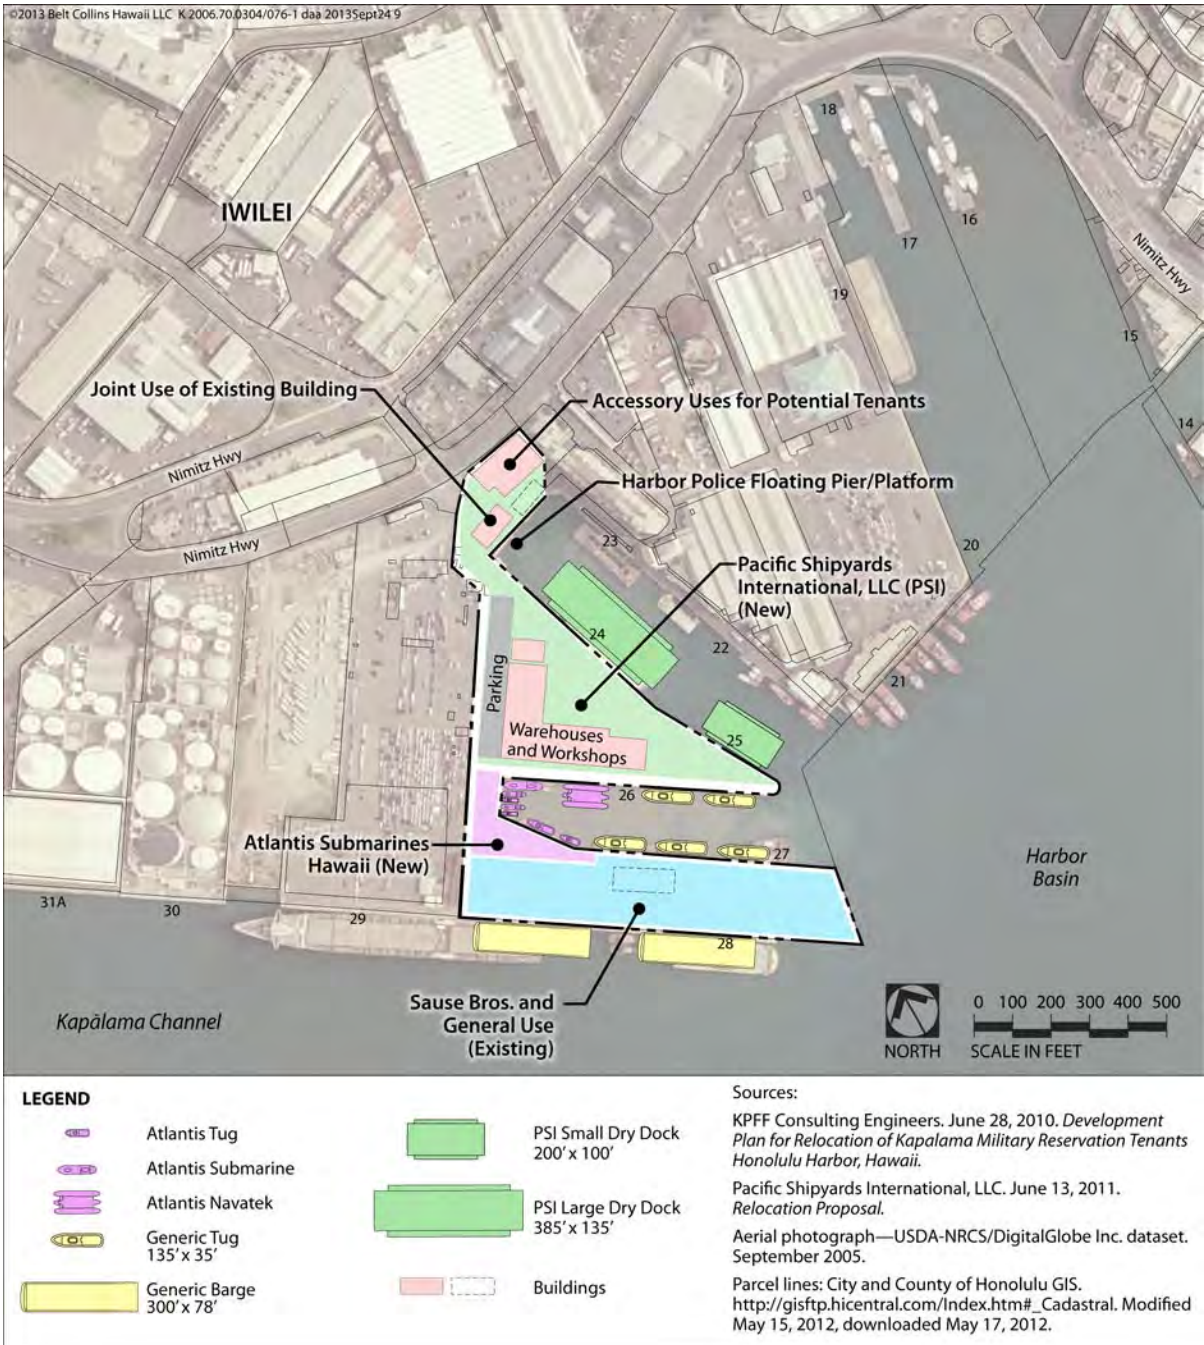 ©2013 Belt Collins Hawaii LLC K 2006.70.0304/076-1 daa 2013Sept24 9
18
IWILEI
16
17
Nimitz Hwy
19
15
Joint Use of Existing Building
Accessory Uses for Potential Tenants
14
Nimitz Hwy
Harbor Police Floating Pier/Platform
23
Nimitz Hwy
20
Pacific Shipyards
International, LLC (PSI)
(New)
24
22
21
Parking
Warehouses
and Workshops
25
26
Atlantis Submarines
Hawaii (New)
27
Harbor
Basin
31A
30
29
28
Sause Bros. and
General Use
(Existing)
Kapālama Channel
NORTH
0 100 200 300 400 500
SCALE IN FEET
LEGEND
Atlantis Tug
Atlantis Submarine
Atlantis Navatek
Generic Tug
135' x 35'
Generic Barge
300' x 78'
PSI Small Dry Dock
200' x 100'
PSI Large Dry Dock
385' x 135'
Buildings
Sources:
KPFF Consulting Engineers. June 28, 2010. Development
Plan for Relocation of Kapalama Military Reservation Tenants
Honolulu Harbor, Hawaii.
Pacific Shipyards International, LLC. June 13, 2011.
Relocation Proposal.
Aerial photograph—USDA-NRCS/DigitalGlobe Inc. dataset.
September 2005.
Parcel lines: City and County of Honolulu GIS.
http://gisftp.hicentral.com/Index.htm#_Cadastral. Modified
May 15, 2012, downloaded May 17, 2012.